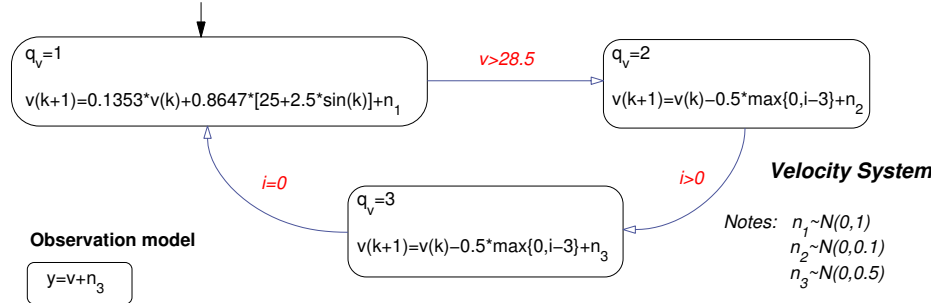 q_v=1
v(k+1)=0.1353*v(k)+0.8647*[25+2.5*sin(k)]+n_1
v>28.5
q_v=2
v(k+1)=v(k)−0.5*max{0,i−3}+n_2
i=0
i>0
Velocity System
q_v=3
v(k+1)=v(k)−0.5*max{0,i−3}+n_3
Notes: n_1~N(0,1)
n_2~N(0,0.1)
n_3~N(0,0.5)
Observation model
y=v+n_3